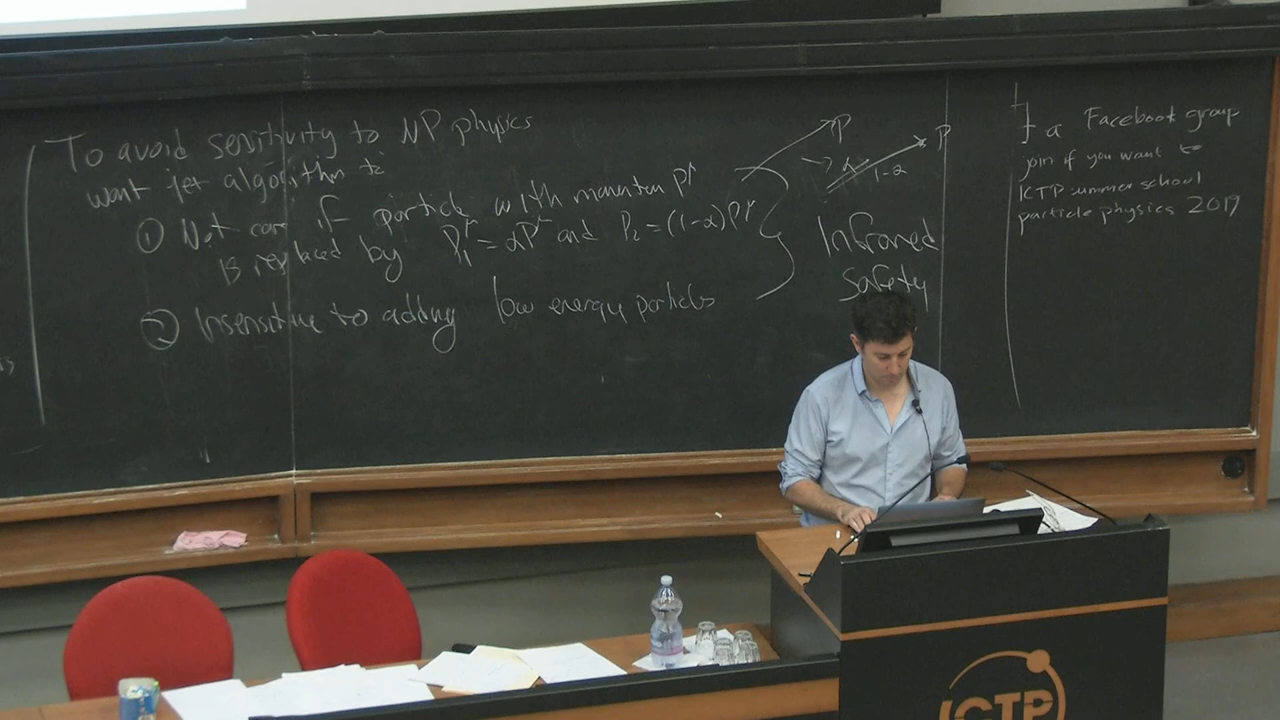 To avoid sensitivity to NP physics
want jet algorithm to
① Not care if particle with momentum P^μ
is replaced by P₁^μ = αP^μ and P₂ = (1-α)P^μ
② Insensitive to adding low energy particles
P
→ α P
1-α
Infrared
safety
∃ a Facebook group
join if you want to
ICTP summer school
particle physics 2019
ICTP